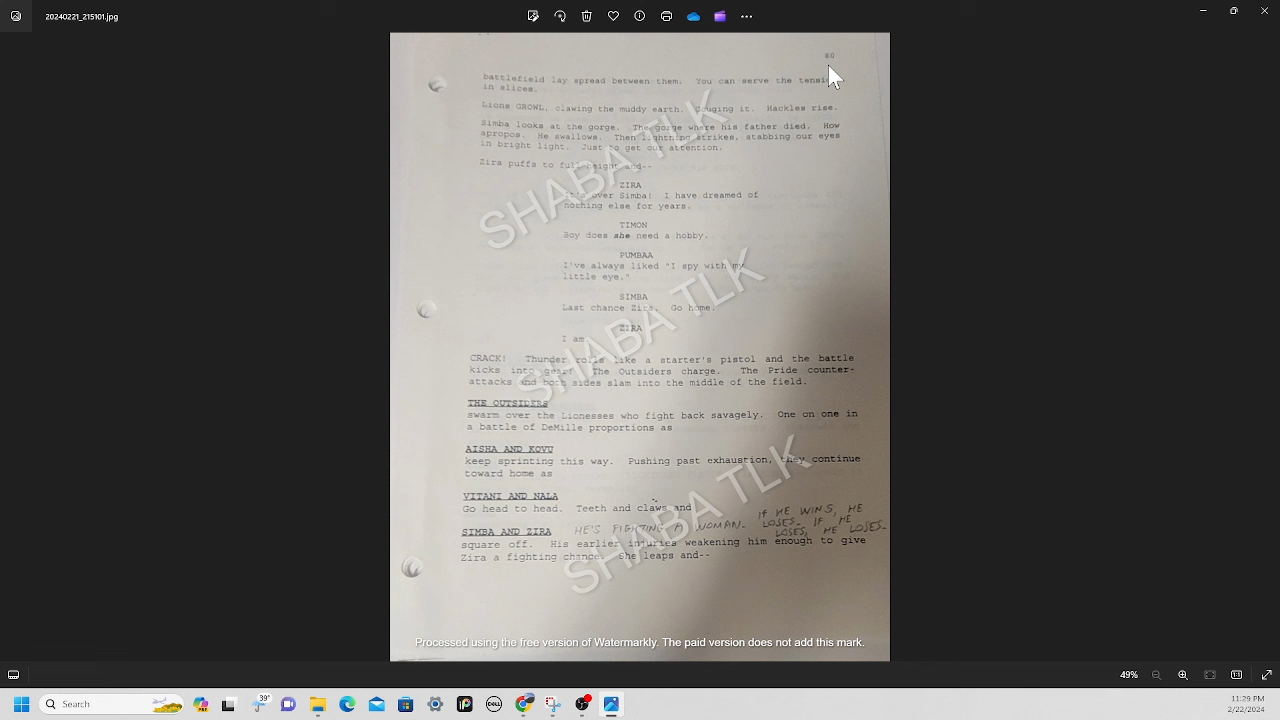 20240221_175101.jpg
80
battlefield lay spread between them. You can serve the tension
in slices.
Lions GROWL, clawing the muddy earth. Gouging it. Hackles rise.
Simba looks at the gorge. The gorge where his father died. How
apropos. He swallows. Then lightning strikes, stabbing our eyes
in bright light. Just to get our attention.
Zira puffs to full height and--
ZIRA
It's over Simba! I have dreamed of
nothing else for years.
TIMON
Boy does she need a hobby.
PUMBAA
I've always liked "I spy with my
little eye."
SIMBA
Last chance Zira. Go home!
ZIRA
I am.
CRACK! Thunder rolls like a starter's pistol and the battle
kicks into gear! The Outsiders charge. The Pride counter-
attacks and both sides slam into the middle of the field.
THE OUTSIDERS
swarm over the Lionesses who fight back savagely. One on one in
a battle of DeMille proportions as
AISHA AND KOVU
keep sprinting this way. Pushing past exhaustion, they continue
toward home as
VITANI AND NALA
Go head to head. Teeth and claws and
SIMBA AND ZIRA
HE'S FIGHTING A WOMAN. IF HE WINS, HE
LOSES. IF HE
LOSES, HE LOSES.
square off. His earlier injuries weakening him enough to give
Zira a fighting chance. She leaps and--
SHABA TLK
SHABA TLK
SHABA TLK
Processed using the free version of Watermarkly. The paid version does not add this mark.
49%
Search
39°
DELL
11:29 PM
2/22/2024